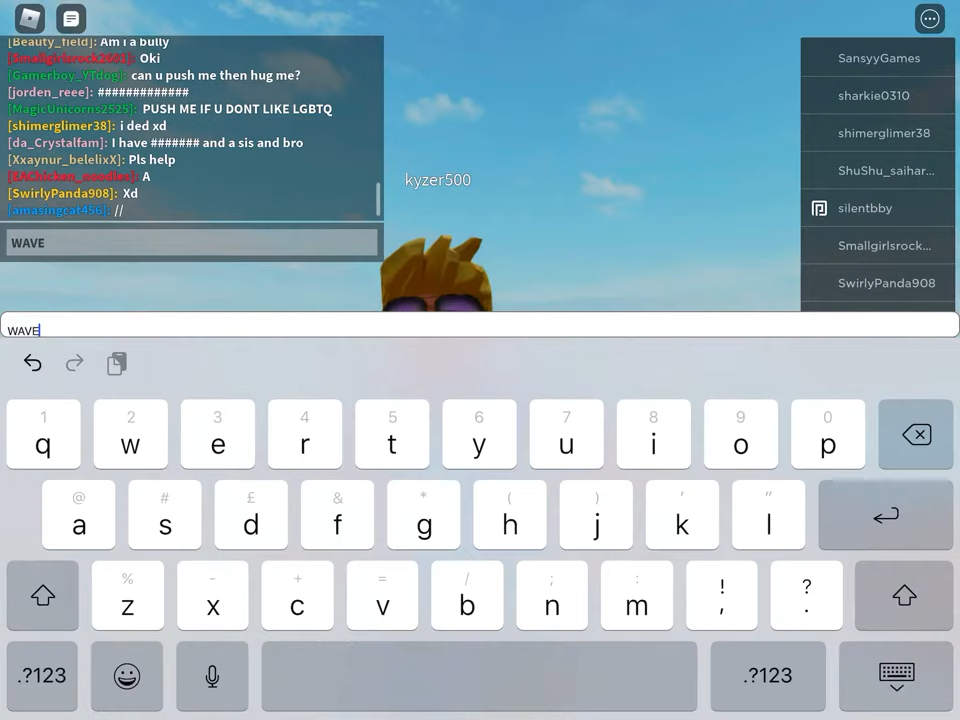 [Beauty_field]: Am i a bully
[Smallgirlsrock2601]: Oki
[Gamerboy_YTdog]: can u push me then hug me?
[jorden_reee]: #############
[MagicUnicorns2525]: PUSH ME IF U DONT LIKE LGBTQ
[shimerglimer38]: i ded xd
[da_Crystalfam]: I have ####### and a sis and bro
[Xxaynur_belelixX]: Pls help
[EAChicken_noodles]: A
[SwirlyPanda908]: Xd
[amasingcat456]: //
WAVE
kyzer500
SansyyGames
sharkie0310
shimerglimer38
ShuShu_saihar...
silentbby
Smallgirlsrock...
SwirlyPanda908
WAVE
1 2 3 4 5 6 7 8 9 0
q w e r t y u i o p
@ # £ & * ( ) ' "
a s d f g h j k l
% - + = / ; : ! ?
z x c v b n m , .
.?123 .?123